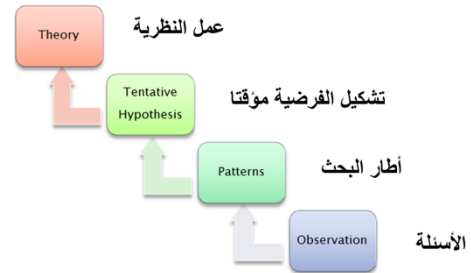 Theory
عمل النظرية
Tentative
Hypothesis
تشكيل الفرضية مؤقتا
Patterns
أطار البحث
Observation
الأسئلة